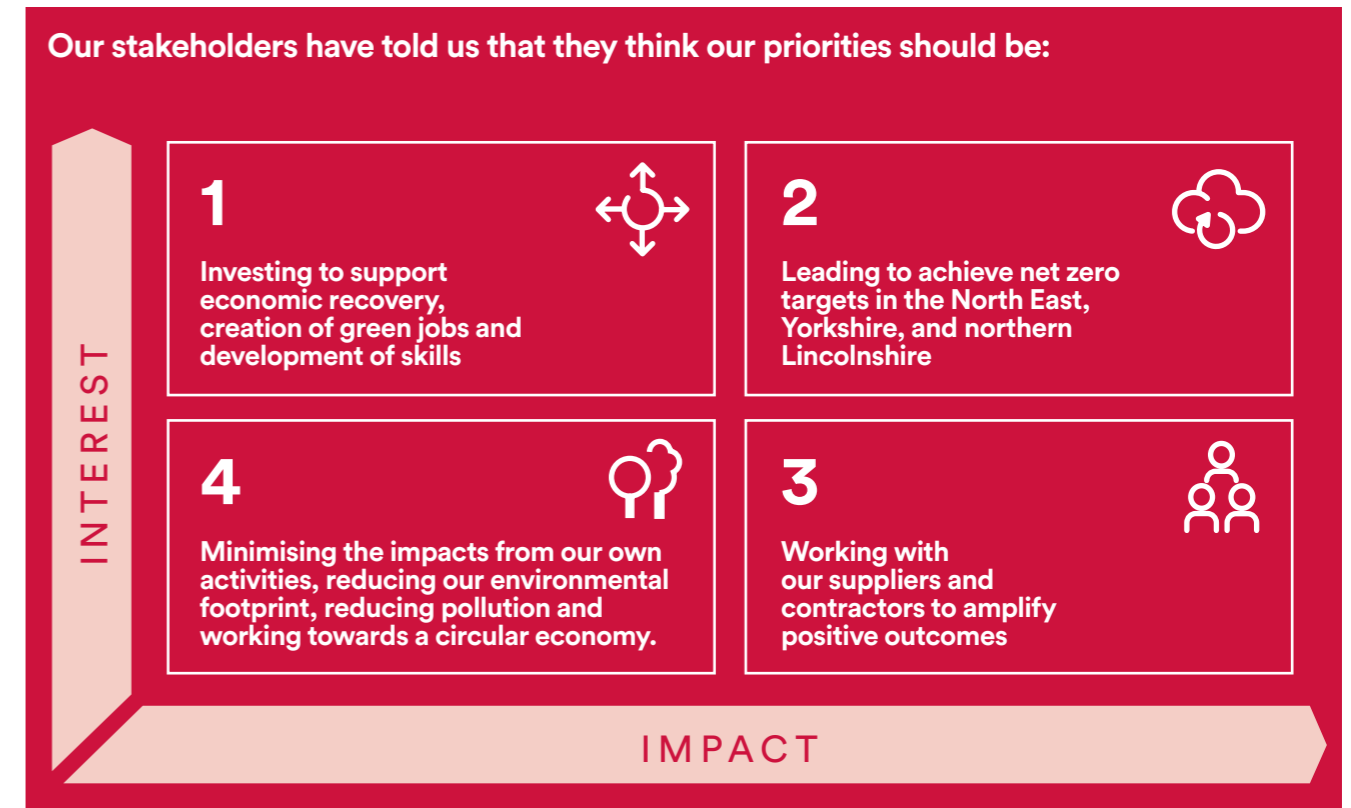 Our stakeholders have told us that they think our priorities should be:
1
Investing to support
economic recovery,
creation of green jobs and
development of skills
2
Leading to achieve net zero
targets in the North East,
Yorkshire, and northern
Lincolnshire
4
Minimising the impacts from our own
activities, reducing our environmental
footprint, reducing pollution and
working towards a circular economy.
3
Working with
our suppliers and
contractors to amplify
positive outcomes
INTEREST
IMPACT